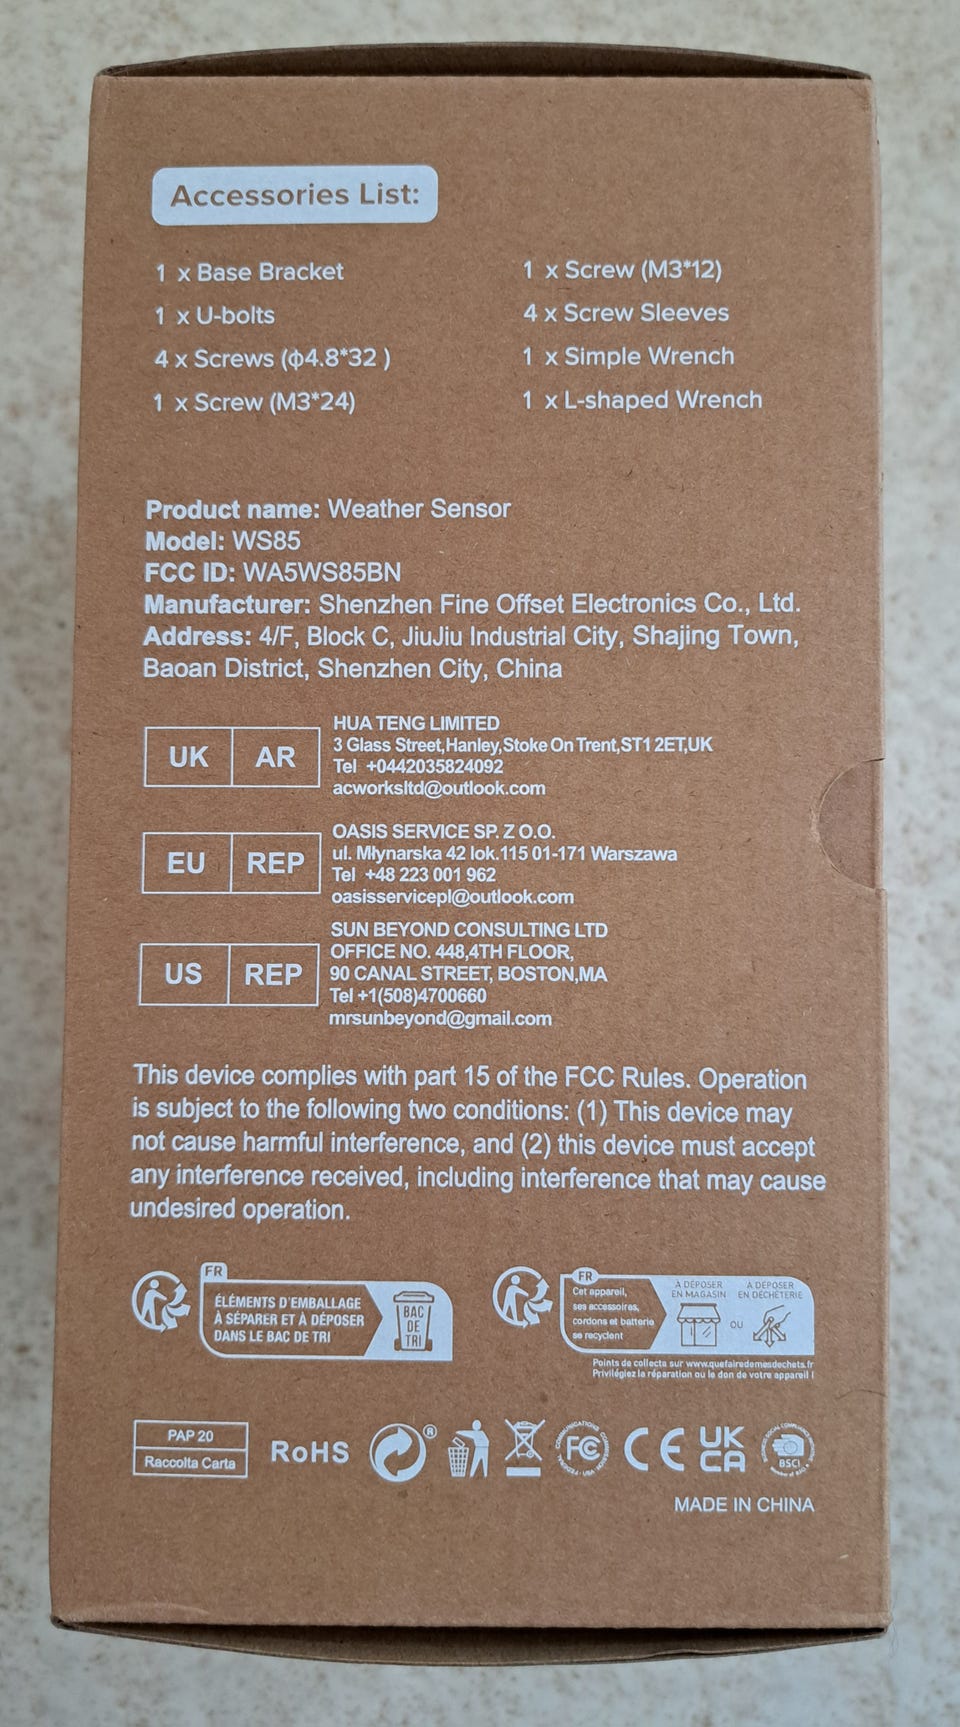 Accessories List:
1 x Base Bracket
1 x U-bolts
4 x Screws (ф4.8*32 )
1 x Screw (M3*24)
1 x Screw (M3*12)
4 x Screw Sleeves
1 x Simple Wrench
1 x L-shaped Wrench
Product name: Weather Sensor
Model: WS85
FCC ID: WA5WS85BN
Manufacturer: Shenzhen Fine Offset Electronics Co., Ltd.
Address: 4/F, Block C, JiuJiu Industrial City, Shajing Town,
Baoan District, Shenzhen City, China
UK AR
HUA TENG LIMITED
3 Glass Street,Hanley,Stoke On Trent,ST1 2ET,UK
Tel +0442035824092
acworksltd@outlook.com
EU REP
OASIS SERVICE SP. Z O.O.
ul. Młynarska 42 lok.115 01-171 Warszawa
Tel +48 223 001 962
oasisservicepl@outlook.com
US REP
SUN BEYOND CONSULTING LTD
OFFICE NO. 448,4TH FLOOR,
90 CANAL STREET, BOSTON,MA
Tel +1(508)4700660
mrsunbeyond@gmail.com
This device complies with part 15 of the FCC Rules. Operation
is subject to the following two conditions: (1) This device may
not cause harmful interference, and (2) this device must accept
any interference received, including interference that may cause
undesired operation.
FR
ÉLÉMENTS D'EMBALLAGE
À SÉPARER ET À DÉPOSER
DANS LE BAC DE TRI
BAC
DE
TRI
FR
Cet appareil,
ses accessoires,
cordons et batterie
se recyclent
À DÉPOSER
EN MAGASIN
OU
À DÉPOSER
EN DÉCHÈTERIE
Points de collecte sur www.quefairedemesdechets.fr
Privilégiez la réparation ou le don de votre appareil !
PAP 20
Raccolta Carta
RoHS
®
FC
CE
UK
CA
BSCI
MADE IN CHINA